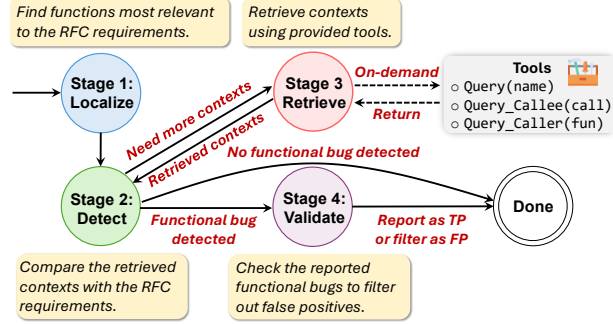 Find functions most relevant
to the RFC requirements.
Retrieve contexts
using provided tools.
Stage 1:
Localize
Stage 3
Retrieve
On-demand
Return
Tools
○ Query(name)
○ Query_Callee(call)
○ Query_Caller(fun)
Need more contexts
Retrieved contexts
No functional bug detected
Stage 2:
Detect
Functional bug
detected
Stage 4:
Validate
Report as TP
or filter as FP
Done
Compare the retrieved
contexts with the RFC
requirements.
Check the reported
functional bugs to filter
out false positives.